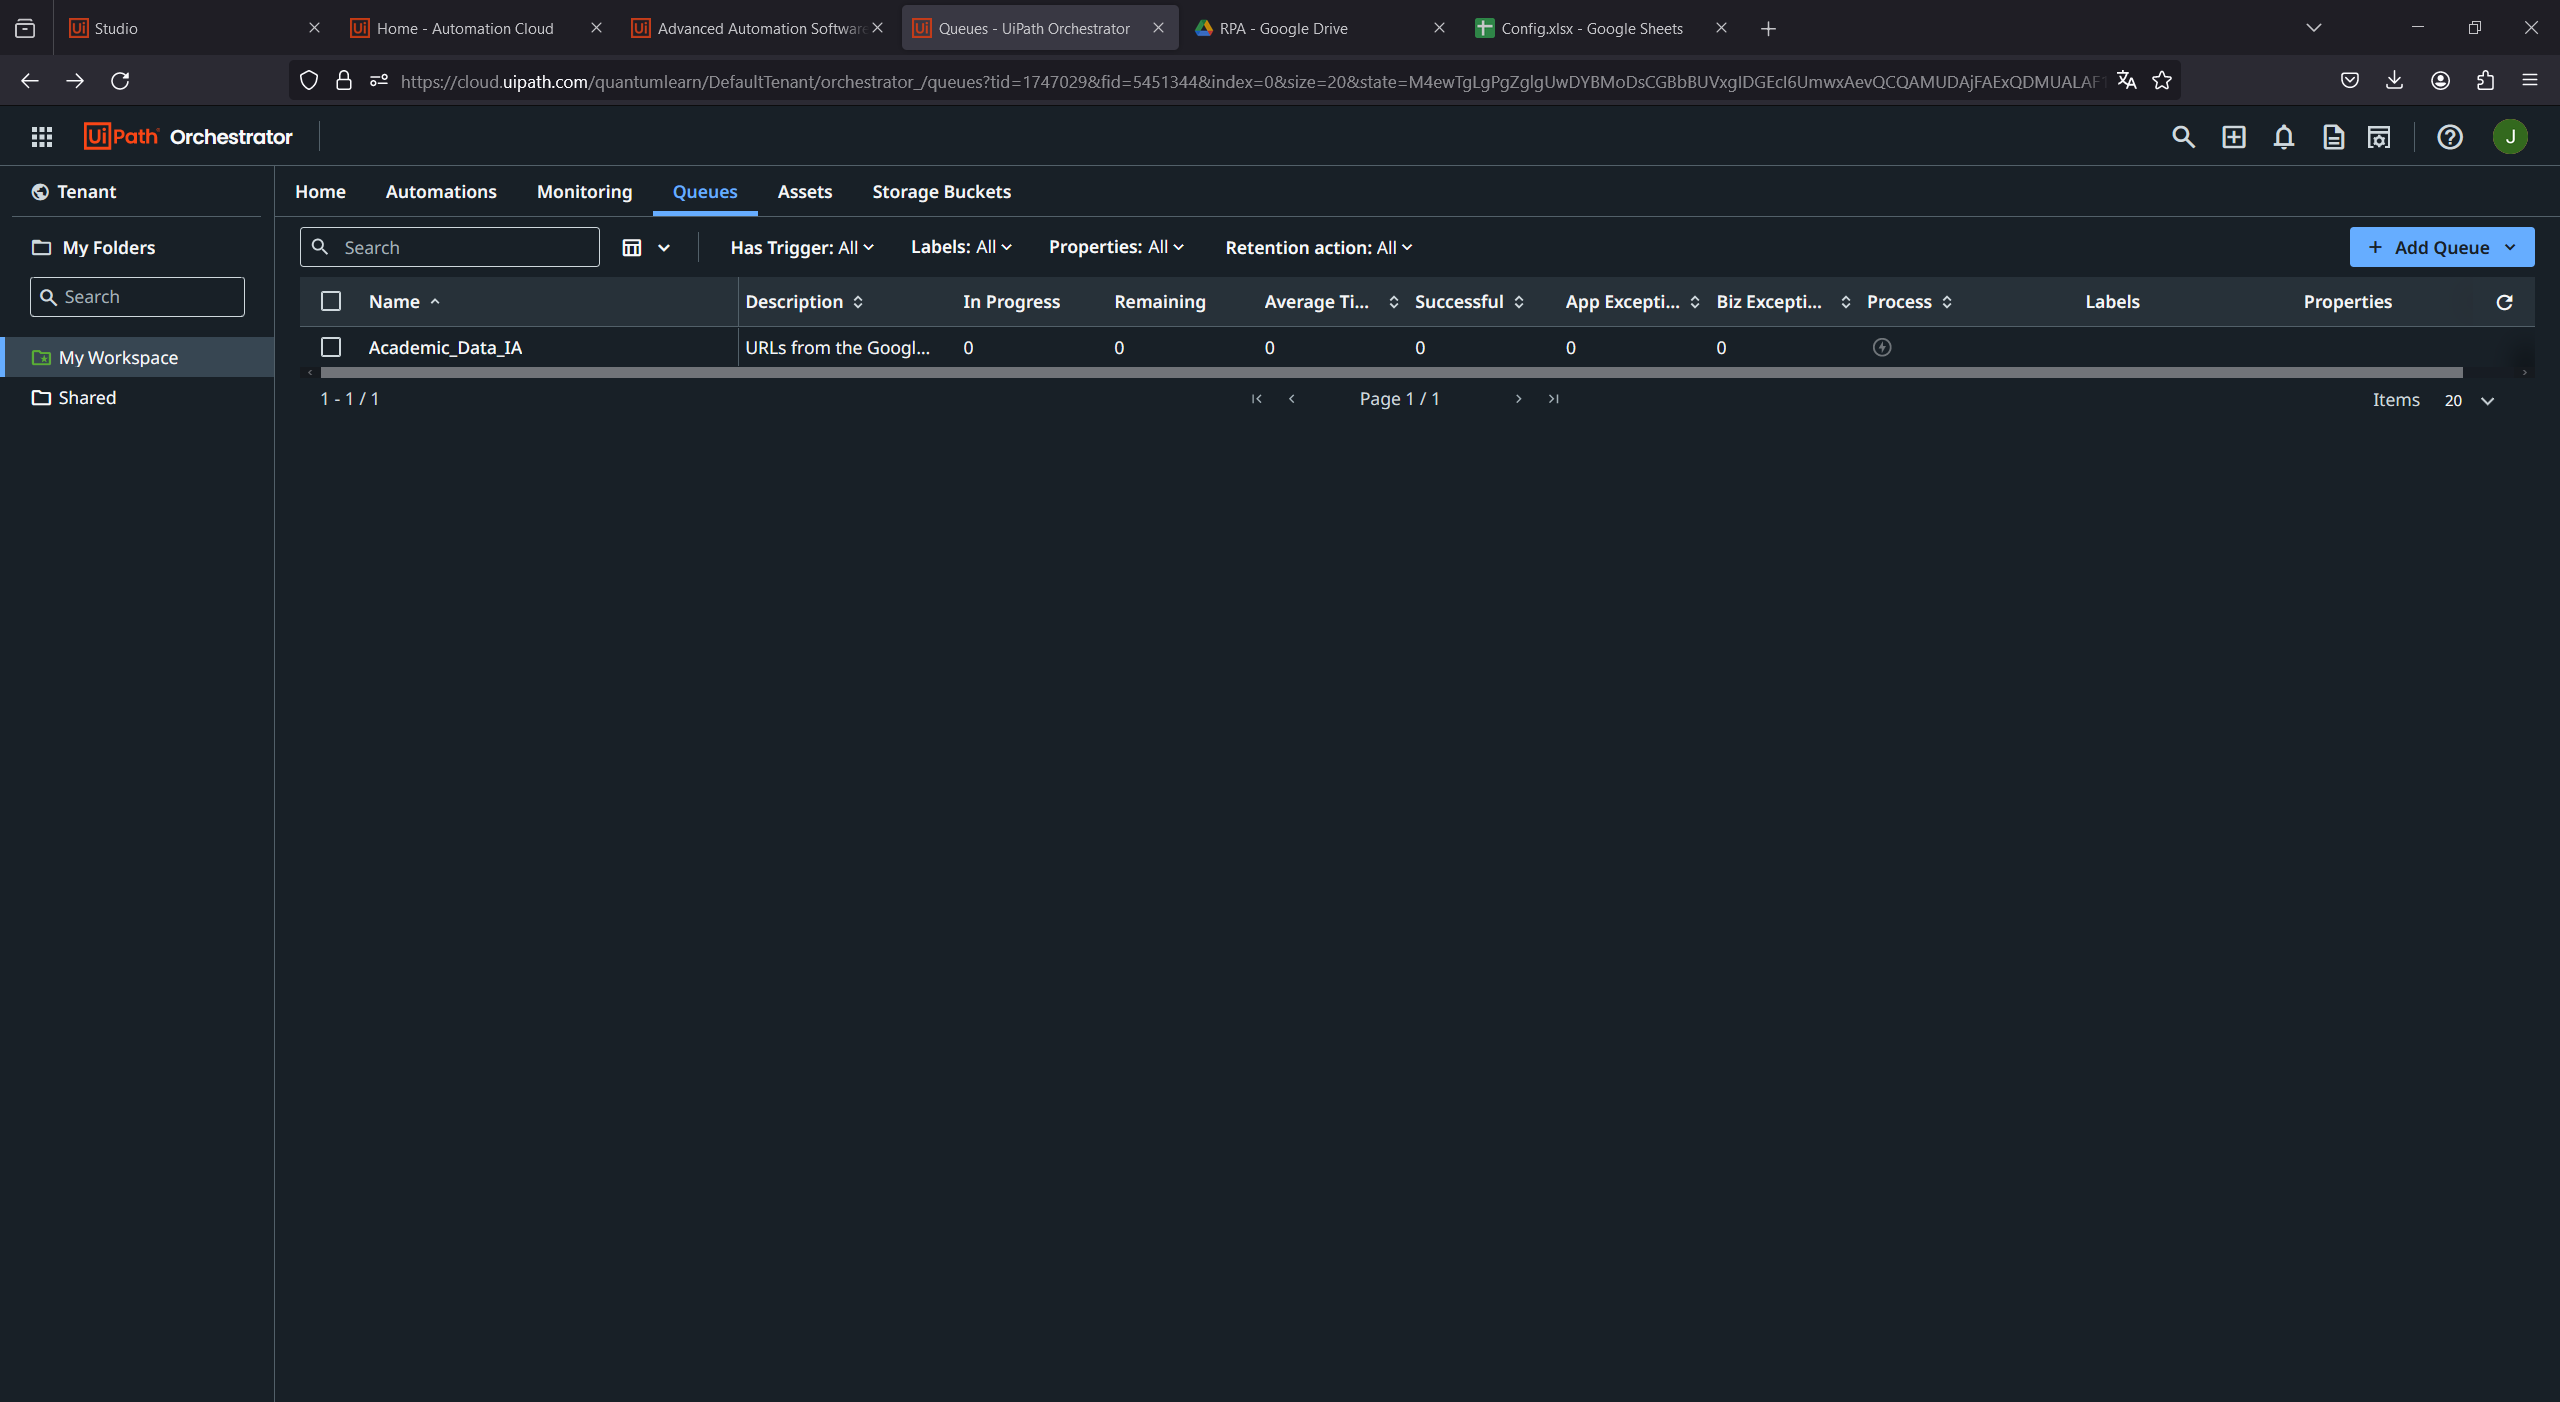 Studio
Home - Automation Cloud
Advanced Automation Software
Queues - UiPath Orchestrator
RPA - Google Drive
Config.xlsx - Google Sheets
https://cloud.uipath.com/quantumlearn/DefaultTenant/orchestrator_/queues?tid=1747029&fid=5451344&index=0&size=20&state=
UiPath Orchestrator
J
Tenant
Home Automations Monitoring Queues Assets Storage Buckets
My Folders
Search
Has Trigger: All Labels: All Properties: All Retention action: All
+ Add Queue
Search
Name Description In Progress Remaining Average Ti... Successful App Excepti... Biz Excepti... Process Labels Properties
My Workspace
Academic_Data_IA URLs from the Googl... 0 0 0 0 0 0
Shared
1 - 1 / 1 Page 1 / 1 Items 20